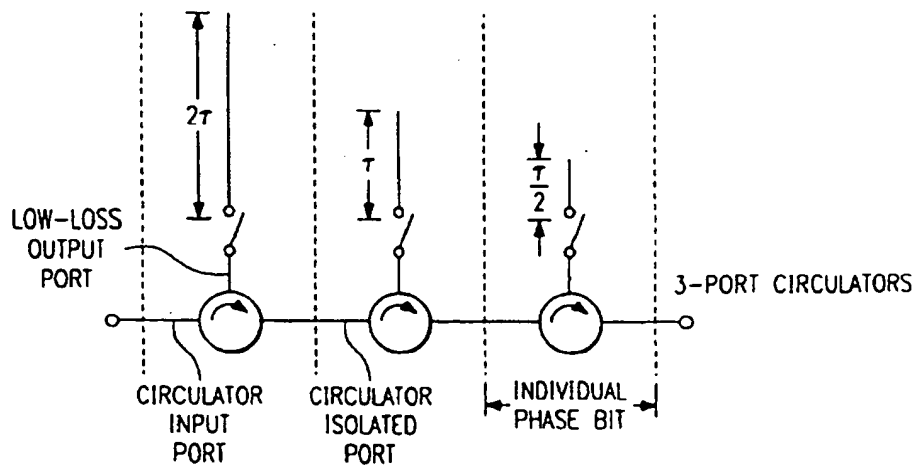 2τ
τ
τ
2
LOW-LOSS
OUTPUT
PORT
3-PORT CIRCULATORS
CIRCULATOR
INPUT
PORT
CIRCULATOR
ISOLATED
PORT
INDIVIDUAL
PHASE BIT